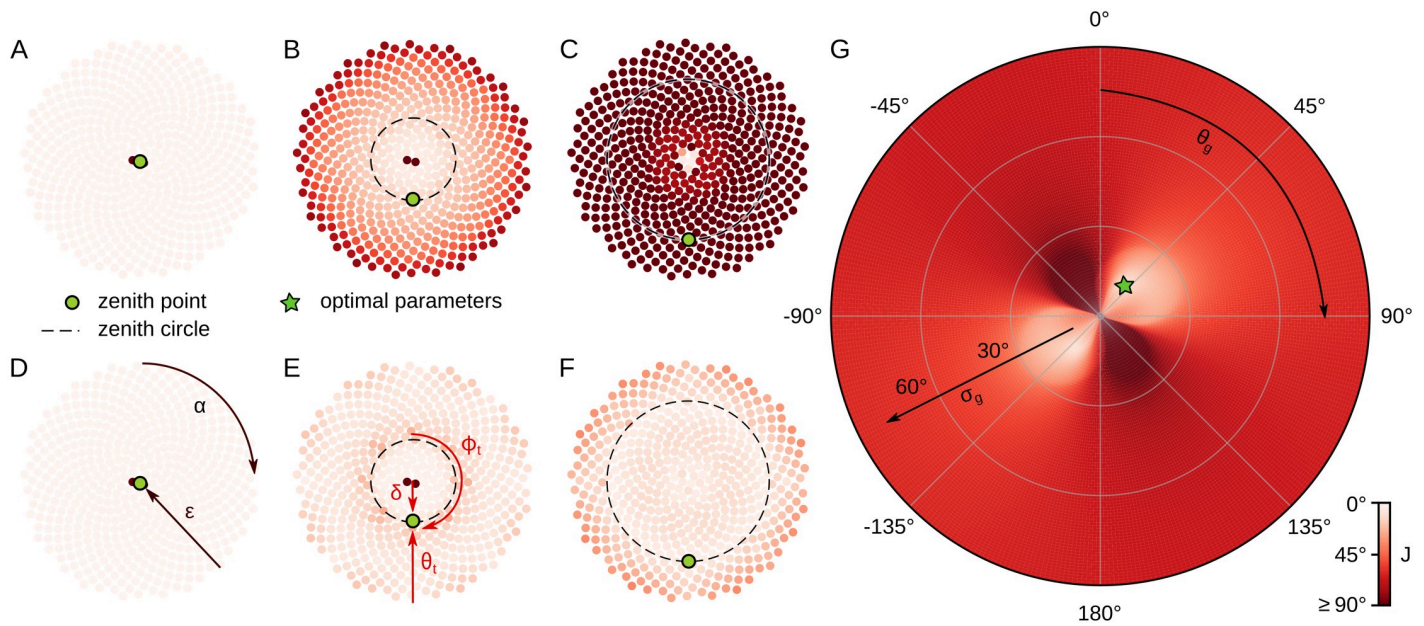 A
B
C
zenith point
optimal parameters
zenith circle
D
α
ε
E
ϕt
δ
θt
F
G
0°
45°
90°
135°
180°
-135°
-90°
-45°
θg
30°
60°
σg
0°
45°
≥ 90°
J